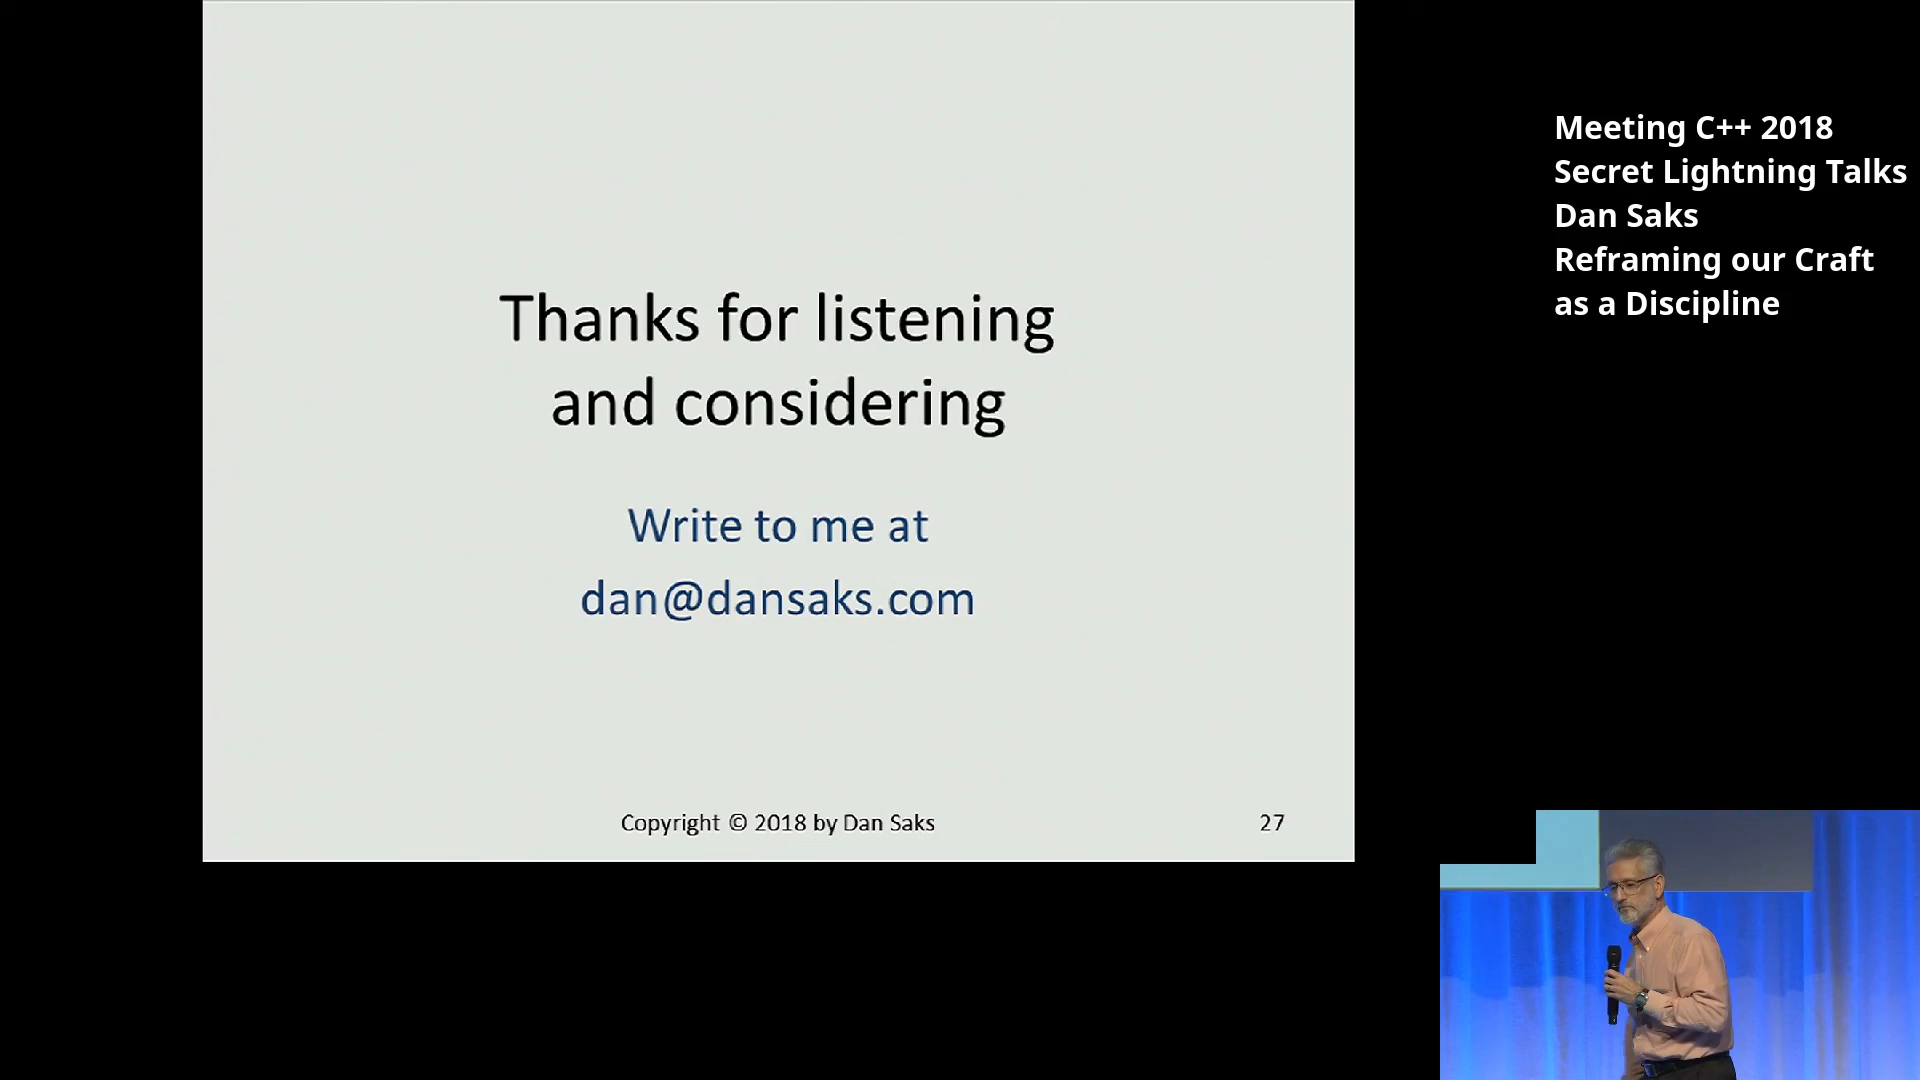 Thanks for listening
and considering
Write to me at
dan@dansaks.com
Copyright © 2018 by Dan Saks
27
Meeting C++ 2018
Secret Lightning Talks
Dan Saks
Reframing our Craft
as a Discipline